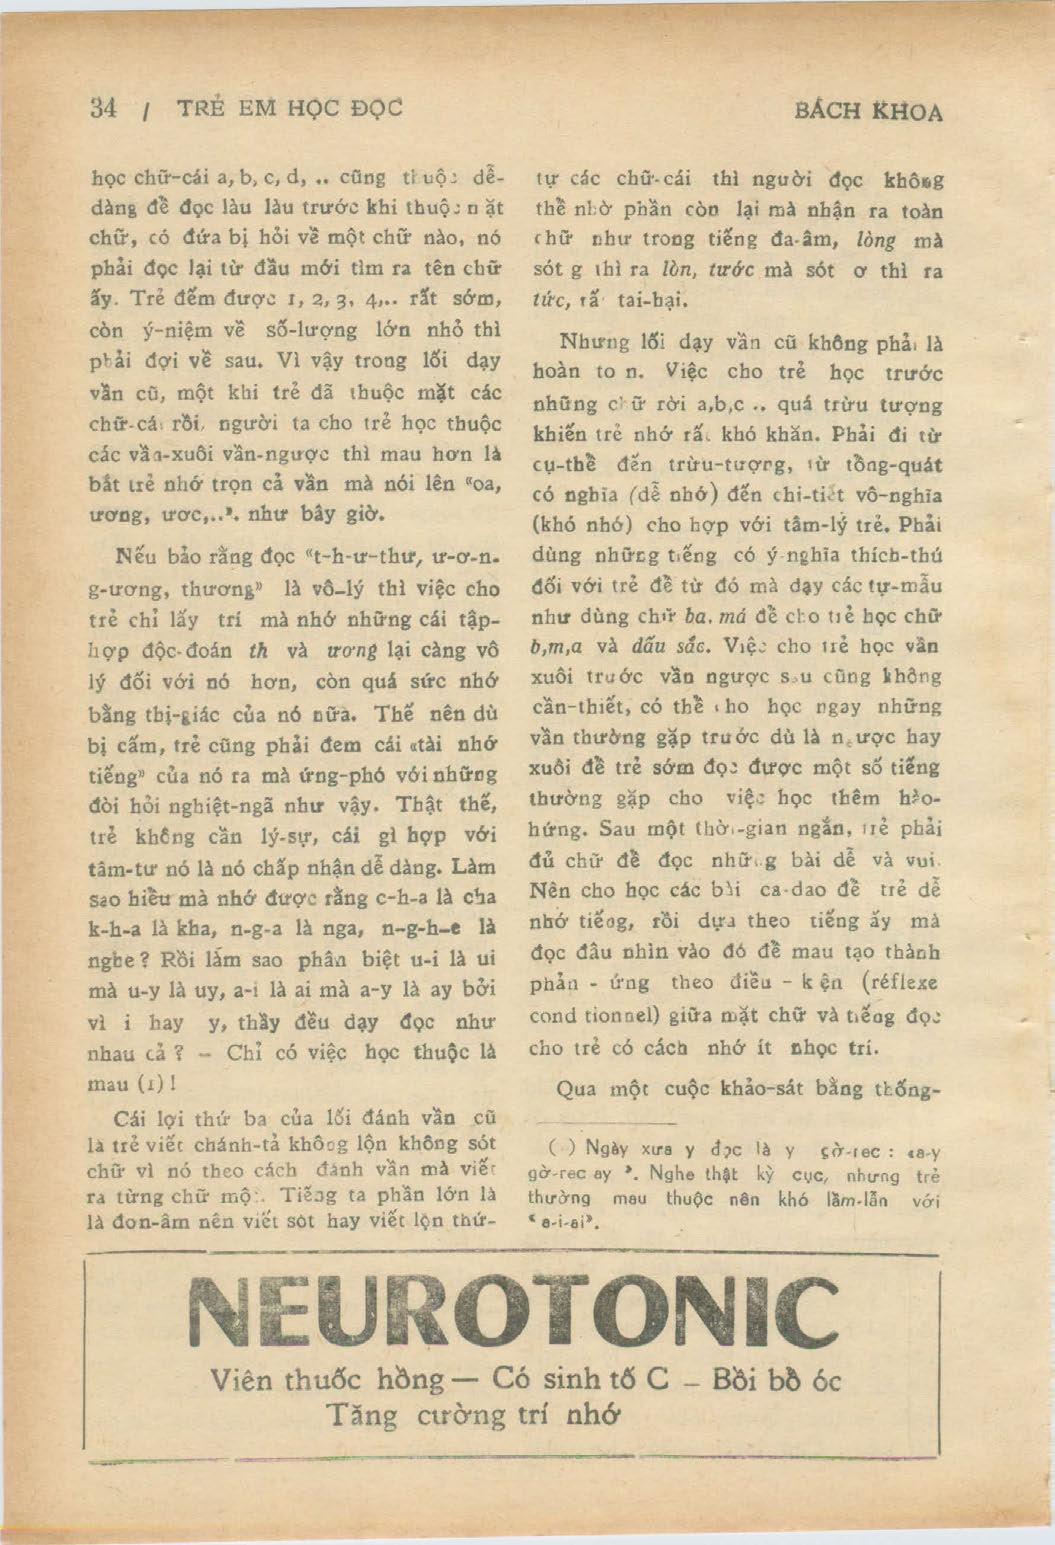 34 / TRẺ EM HỌC ĐỌC
BÁCH KHOA
học chữ-cái a, b, c, d, .. cũng thuộc dễ-
dàng để đọc làu làu trước khi thuộc mặt
chữ, có đứa bị hỏi về một chữ nào, nó
phải đọc lại từ đầu mới tìm ra tên chữ
ấy. Trẻ đếm được 1, 2, 3, 4,.. rất sớm,
còn ý-niệm về số-lượng lớn nhỏ thì
phải đợi về sau. Vì vậy trong lối dạy
vần cũ, một khi trẻ đã thuộc mặt các
chữ-cái rồi, người ta cho trẻ học thuộc
các vần-xuôi vần-ngược thì mau hơn là
bắt trẻ nhớ trọn cả vần mà nói lên "oa,
ương, ươc,..". như bây giờ.
Nếu bảo rằng đọc "t-h-ư-thư, ư-ơ-n-
g-ương, thương" là vô-lý thì việc cho
trẻ chỉ lấy trí mà nhớ những cái tập-
hợp độc-đoán th và ương lại càng vô
lý đối với nó hơn, còn quá sức nhớ
bằng thị-giác của nó nữa. Thế nên dù
bị cấm, trẻ cũng phải đem cái «tài nhớ
tiếng» của nó ra mà ứng-phó với những
đòi hỏi nghiệt-ngã như vậy. Thật thế,
trẻ không cần lý-sự, cái gì hợp với
tâm-tư nó là nó chấp nhận dễ dàng. Làm
sao hiểu mà nhớ được rằng c-h-a là cha
k-h-a là kha, n-g-a là nga, n-g-h-e là
nghe? Rồi lắm sao phân biệt u-i là ui
mà u-y là uy, a-i là ai mà a-y là ay bởi
vì i hay y, thầy đều dạy đọc như
nhau cả ? – Chỉ có việc học thuộc là
mau (1) !
Cái lợi thứ ba của lối đánh vần cũ
là trẻ viết chánh-tả không lộn không sót
chữ vì nó theo cách đánh vần mà viết
ra từng chữ một. Tiếng ta phần lớn là
là đơn-âm nên viết sót hay viết lộn thứ-
tự các chữ-cái thì người đọc không
thể nhờ phần còn lại mà nhận ra toàn
chữ như trong tiếng đa-âm, lòng mà
sót g thì ra lòn, tước mà sót ơ thì ra
tức, rất tai-hại.
Nhưng lối dạy vần cũ không phải là
hoàn toàn. Việc cho trẻ học trước
những chữ rời a,b,c .. quá trừu tượng
khiến trẻ nhớ rất khó khăn. Phải đi từ
cụ-thể đến trừu-tượng, từ tổng-quát
có nghĩa (dễ nhớ) đến chi-tiết vô-nghĩa
(khó nhớ) cho hợp với tâm-lý trẻ. Phải
dùng những tiếng có ý-nghĩa thích-thú
đối với trẻ để từ đó mà dạy các tự-mẫu
như dùng chữ ba, má để cho trẻ học chữ
b,m,a và dấu sắc. Việc cho trẻ học vần
xuôi trước vần ngược sau cũng không
cần-thiết, có thể cho học ngay những
vần thường gặp trước dù là ngược hay
xuôi để trẻ sớm đọc được một số tiếng
thường gặp cho việc học thêm hào-
hứng. Sau một thời-gian ngắn, trẻ phải
đủ chữ để đọc những bài dễ và vui.
Nên cho học các bài ca-dao để trẻ dễ
nhớ tiếng, rồi dựa theo tiếng ấy mà
đọc đâu nhìn vào đó để mau tạo thành
phản - ứng theo điều - kiện (réflexe
conditionnel) giữa mặt chữ và tiếng đọc
cho trẻ có cách nhớ ít nhọc trí.
Qua một cuộc khảo-sát bằng thống-
( ) Ngày xưa y đọc là y gờ-rec : «a-y
gờ-rec ay ». Nghe thật kỳ cục, nhưng trẻ
thường mau thuộc nên khó lầm-lẫn với
« a-i-ai».
NEUROTONIC
Viên thuốc hồng — Có sinh tố C – Bồi bổ óc
Tăng cường trí nhớ